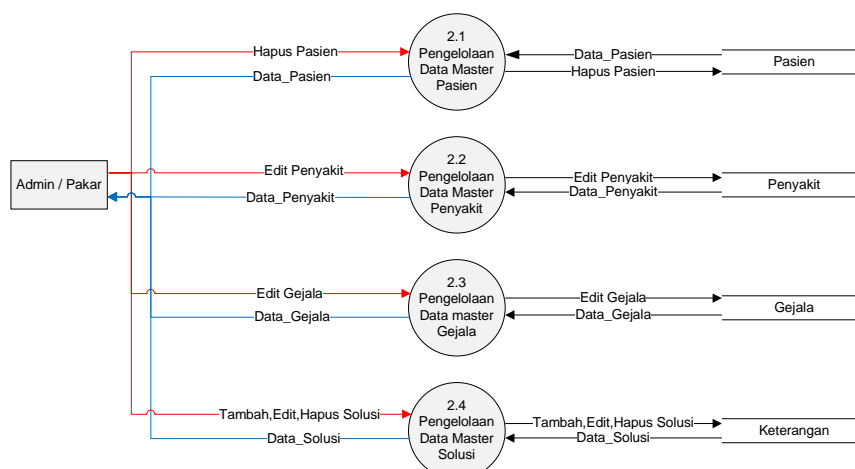 2.1
Pengelolaan
Data Master
Pasien
Hapus Pasien
Data_Pasien
Data_Pasien
Hapus Pasien
Pasien
Admin / Pakar
2.2
Pengelolaan
Data Master
Penyakit
Edit Penyakit
Data_Penyakit
Edit Penyakit
Data_Penyakit
Penyakit
2.3
Pengelolaan
Data master
Gejala
Edit Gejala
Data_Gejala
Edit Gejala
Data_Gejala
Gejala
2.4
Pengelolaan
Data Master
Solusi
Tambah,Edit,Hapus Solusi
Data_Solusi
Tambah,Edit,Hapus Solusi
Data_Solusi
Keterangan